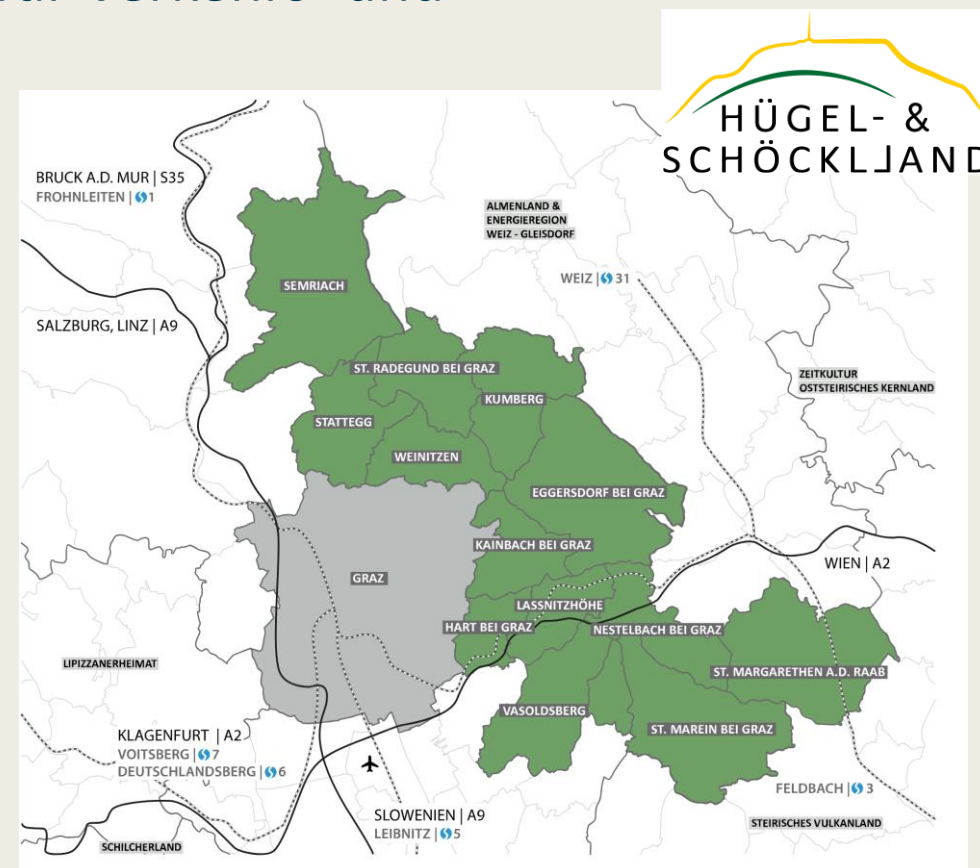 HÜGEL- &
SCHÖCKLLAND
BRUCK A.D. MUR | S35
FROHNLEITEN | 1
ALMENLAND &
ENERGIEREGION
WEIZ - GLEISDORF
WEIZ | 31
SEMRIACH
SALZBURG, LINZ | A9
ST. RADEGUND BEI GRAZ
ZEITKULTUR
OSTSTEIRISCHES KERNLAND
KUMBERG
STATTEGG
WEINITZEN
EGGERSDORF BEI GRAZ
KAINBACH BEI GRAZ
WIEN | A2
GRAZ
LASSNITZHÖHE
HART BEI GRAZ
NESTELBACH BEI GRAZ
LIPIZZANERHEIMAT
ST. MARGARETHEN A.D. RAAB
VASOLDSBERG
ST. MAREIN BEI GRAZ
KLAGENFURT | A2
VOITSBERG | 7
DEUTSCHLANDSBERG | 6
FELDBACH | 3
SLOWENIEN | A9
LEIBNITZ | 5
STEIRISCHES VULKANLAND
SCHILCHERLAND